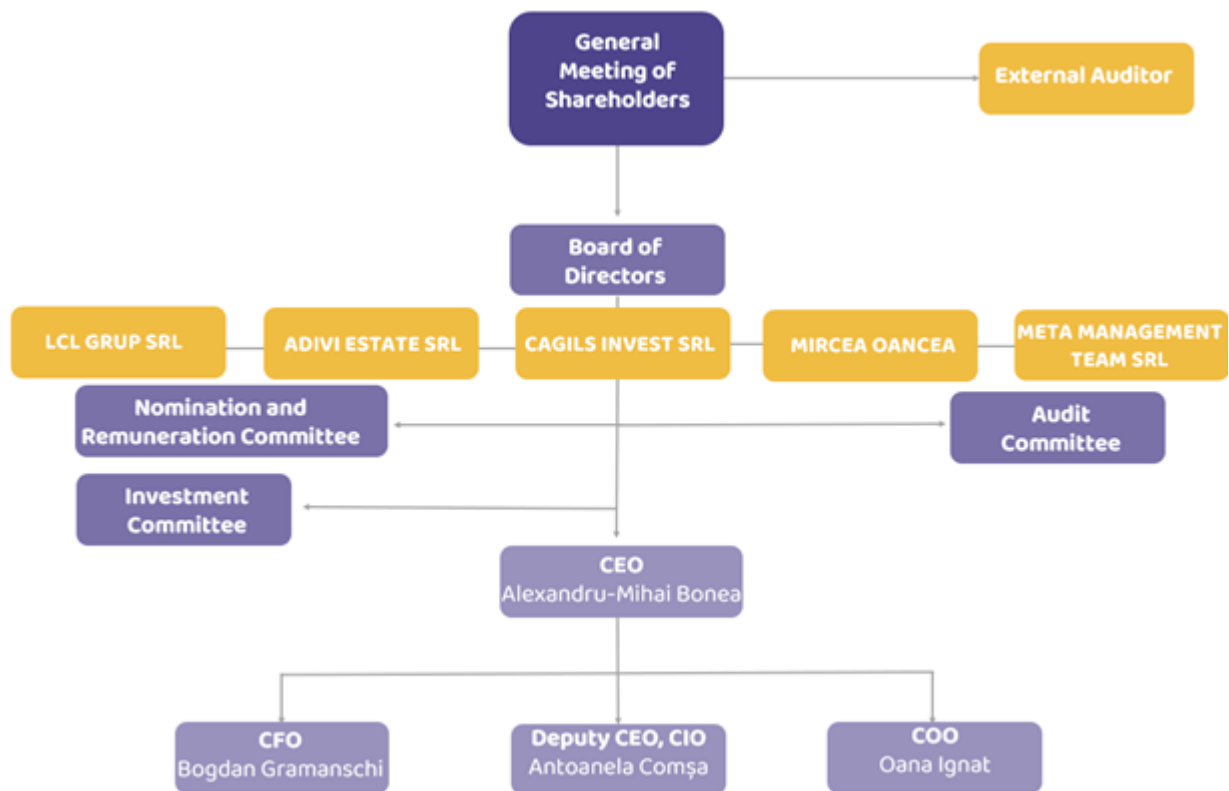 General
Meeting of
Shareholders
External Auditor
Board of
Directors
LCL GRUP SRL
ADIVI ESTATE SRL
CAGILS INVEST SRL
MIRCEA OANCEA
META MANAGEMENT
TEAM SRL
Nomination and
Remuneration Committee
Audit
Committee
Investment
Committee
CEO
Alexandru-Mihai Bonea
CFO
Bogdan Gramanschi
Deputy CEO, CIO
Antoanela Comșa
COO
Oana Ignat